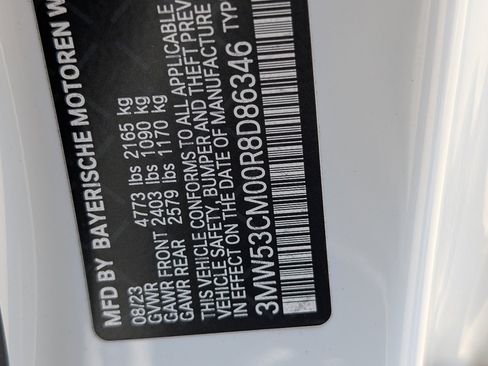 MFD BY BAYERISCHE MOTOREN W
08/23
GVWR 4773 lbs 2165 kg
GAWR FRONT 2403 lbs 1090 kg
GAWR REAR 2579 lbs 1170 kg
THIS VEHICLE CONFORMS TO ALL APPLICABLE
VEHICLE SAFETY, BUMPER AND THEFT PREV
IN EFFECT ON THE DATE OF MANUFACTURE
3MW53CM00R8D86346 TYP